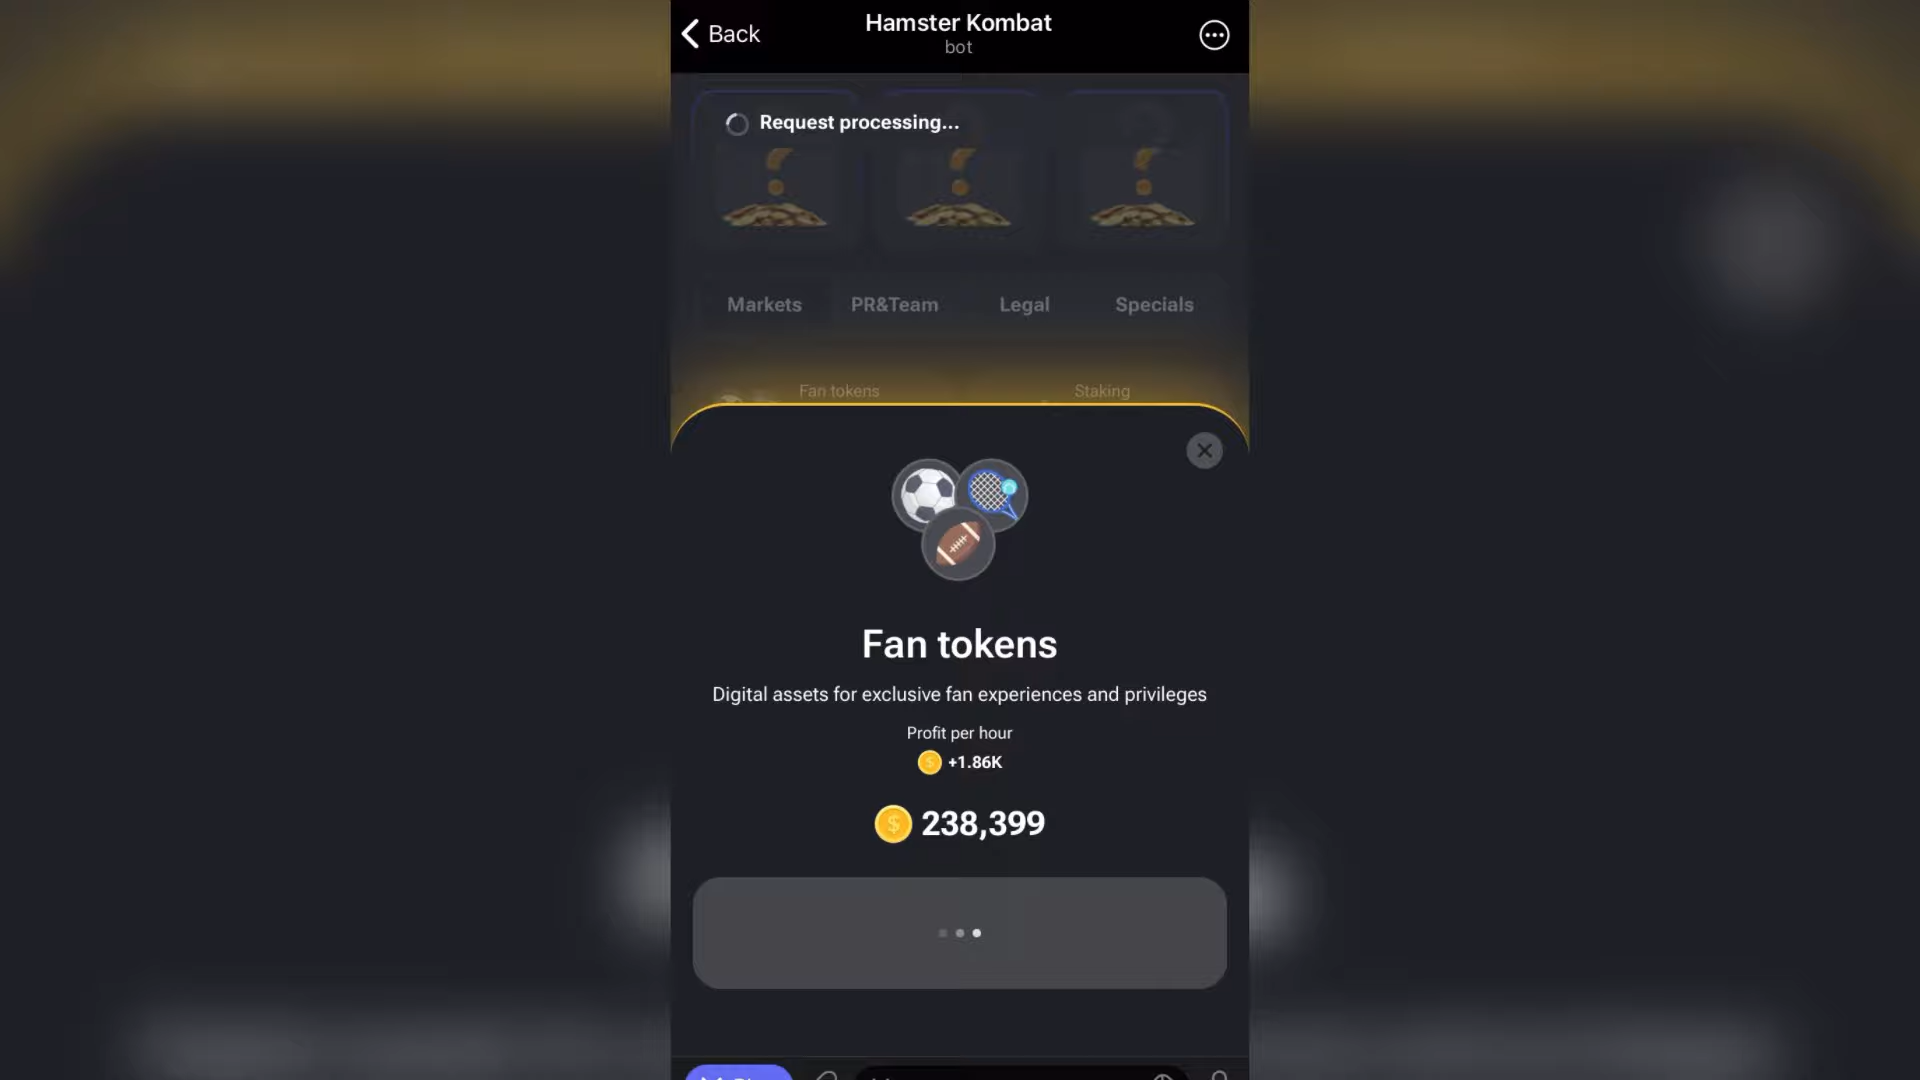 Back
Hamster Kombat
bot
Request processing...
Markets
PR&Team
Legal
Specials
Fan tokens
Staking
Fan tokens
Digital assets for exclusive fan experiences and privileges
Profit per hour
+1.86K
238,399